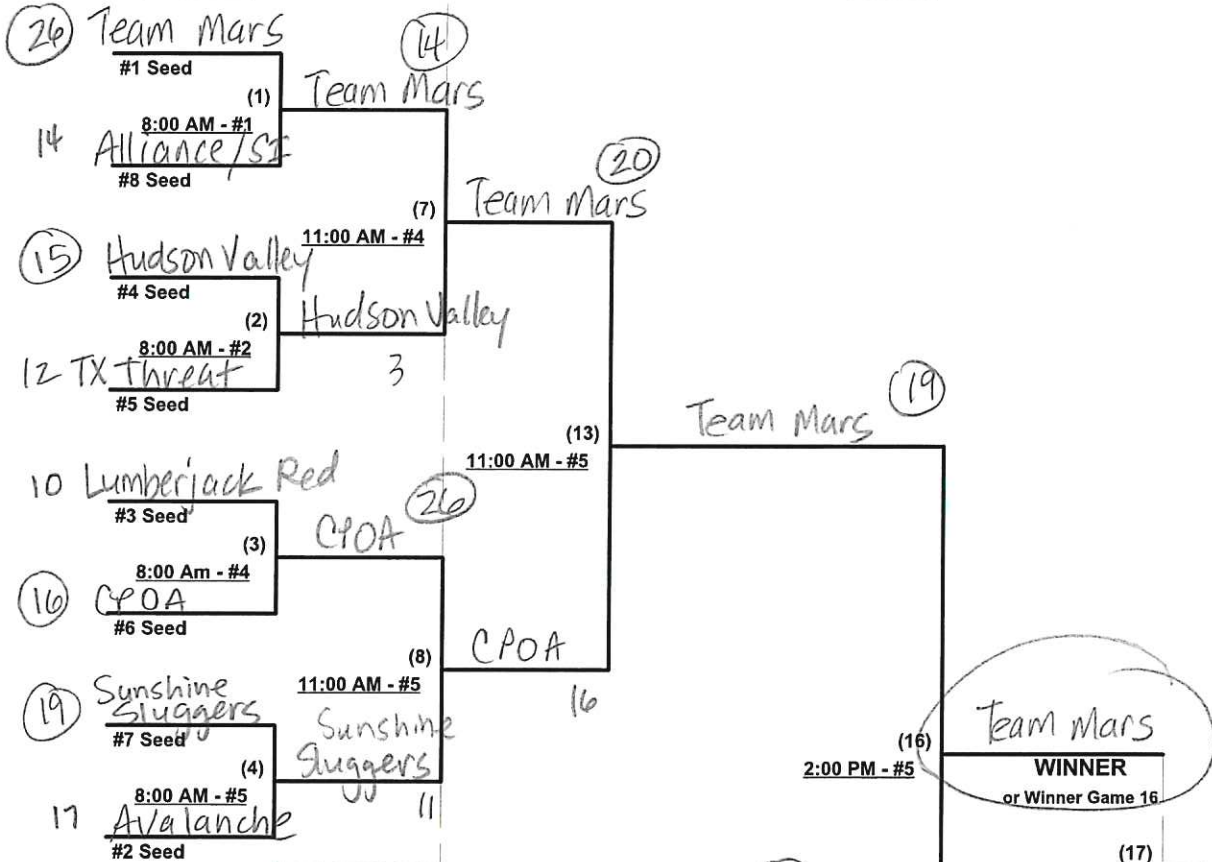 26 Team Mars
#1 Seed
14
(1)
Team Mars
8:00 AM - #1
14 Alliance/SI
#8 Seed
20
Team Mars
(7)
11:00 AM - #4
15 Hudson Valley
#4 Seed
(2)
Hudson Valley
8:00 AM - #2
12 TX Threat
3
#5 Seed
19
Team Mars
(13)
11:00 AM - #5
10 Lumberjack Red
#3 Seed
26
CPOA
(3)
8:00 Am - #4
16 CPOA
#6 Seed
CPOA
(8)
11:00 AM - #5
16
19 Sunshine
Sluggers
#7 Seed
Sunshine
Sluggers
(4)
8:00 AM - #5
11
17 Avalanche
#2 Seed
Team Mars
(16)
2:00 PM - #5
WINNER
or Winner Game 16
(17)